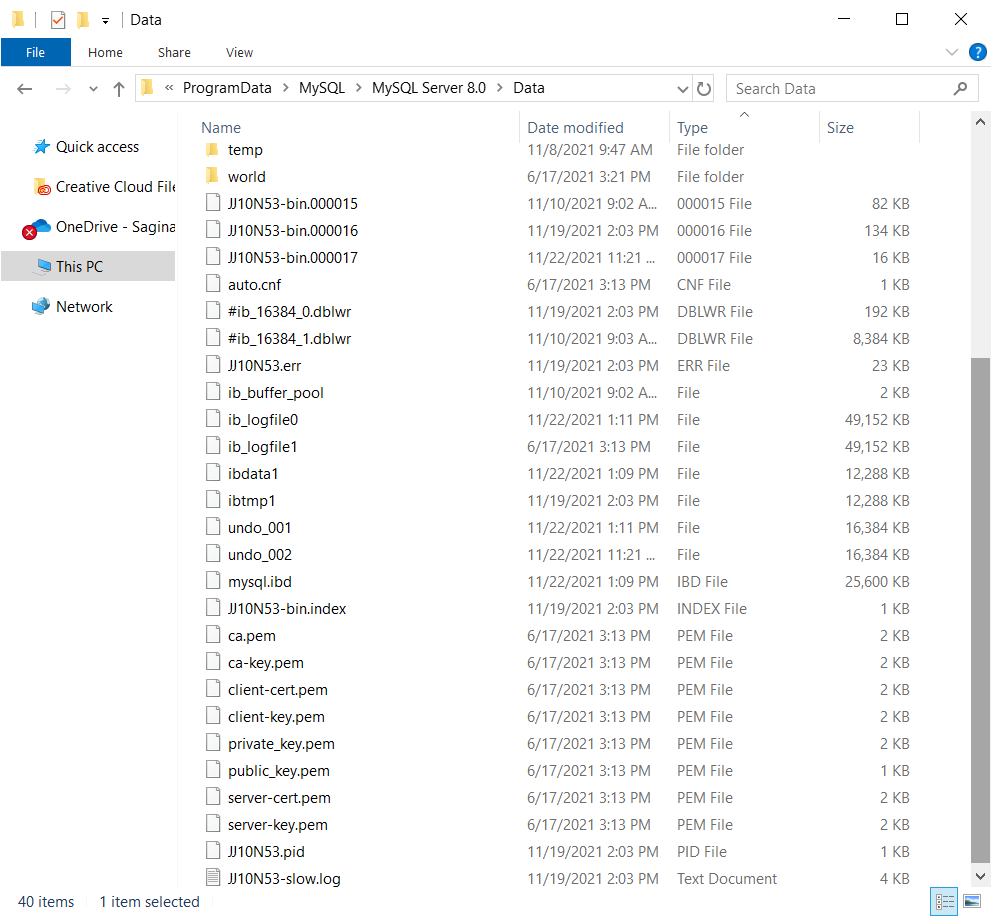 Data
File Home Share View
« ProgramData > MySQL > MySQL Server 8.0 > Data Search Data
Quick access
Creative Cloud File
OneDrive - Sagina
This PC
Network
Name Date modified Type Size
temp 11/8/2021 9:47 AM File folder
world 6/17/2021 3:21 PM File folder
JJ10N53-bin.000015 11/10/2021 9:02 A... 000015 File 82 KB
JJ10N53-bin.000016 11/19/2021 2:03 PM 000016 File 134 KB
JJ10N53-bin.000017 11/22/2021 11:21 ... 000017 File 16 KB
auto.cnf 6/17/2021 3:13 PM CNF File 1 KB
#ib_16384_0.dblwr 11/19/2021 2:03 PM DBLWR File 192 KB
#ib_16384_1.dblwr 11/10/2021 9:03 A... DBLWR File 8,384 KB
JJ10N53.err 11/19/2021 2:03 PM ERR File 23 KB
ib_buffer_pool 11/10/2021 9:02 A... File 2 KB
ib_logfile0 11/22/2021 1:11 PM File 49,152 KB
ib_logfile1 6/17/2021 3:13 PM File 49,152 KB
ibdata1 11/22/2021 1:09 PM File 12,288 KB
ibtmp1 11/19/2021 2:03 PM File 12,288 KB
undo_001 11/22/2021 1:11 PM File 16,384 KB
undo_002 11/22/2021 11:21 ... File 16,384 KB
mysql.ibd 11/22/2021 1:09 PM IBD File 25,600 KB
JJ10N53-bin.index 11/19/2021 2:03 PM INDEX File 1 KB
ca.pem 6/17/2021 3:13 PM PEM File 2 KB
ca-key.pem 6/17/2021 3:13 PM PEM File 2 KB
client-cert.pem 6/17/2021 3:13 PM PEM File 2 KB
client-key.pem 6/17/2021 3:13 PM PEM File 2 KB
private_key.pem 6/17/2021 3:13 PM PEM File 2 KB
public_key.pem 6/17/2021 3:13 PM PEM File 1 KB
server-cert.pem 6/17/2021 3:13 PM PEM File 2 KB
server-key.pem 6/17/2021 3:13 PM PEM File 2 KB
JJ10N53.pid 11/19/2021 2:03 PM PID File 1 KB
JJ10N53-slow.log 11/19/2021 2:03 PM Text Document 4 KB
40 items 1 item selected